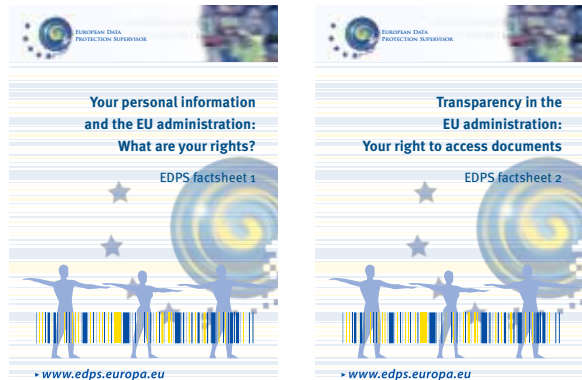 European Data
Protection Supervisor
Your personal information
and the EU administration:
What are your rights?
EDPS factsheet 1
www.edps.europa.eu
European Data
Protection Supervisor
Transparency in the
EU administration:
Your right to access documents
EDPS factsheet 2
www.edps.europa.eu